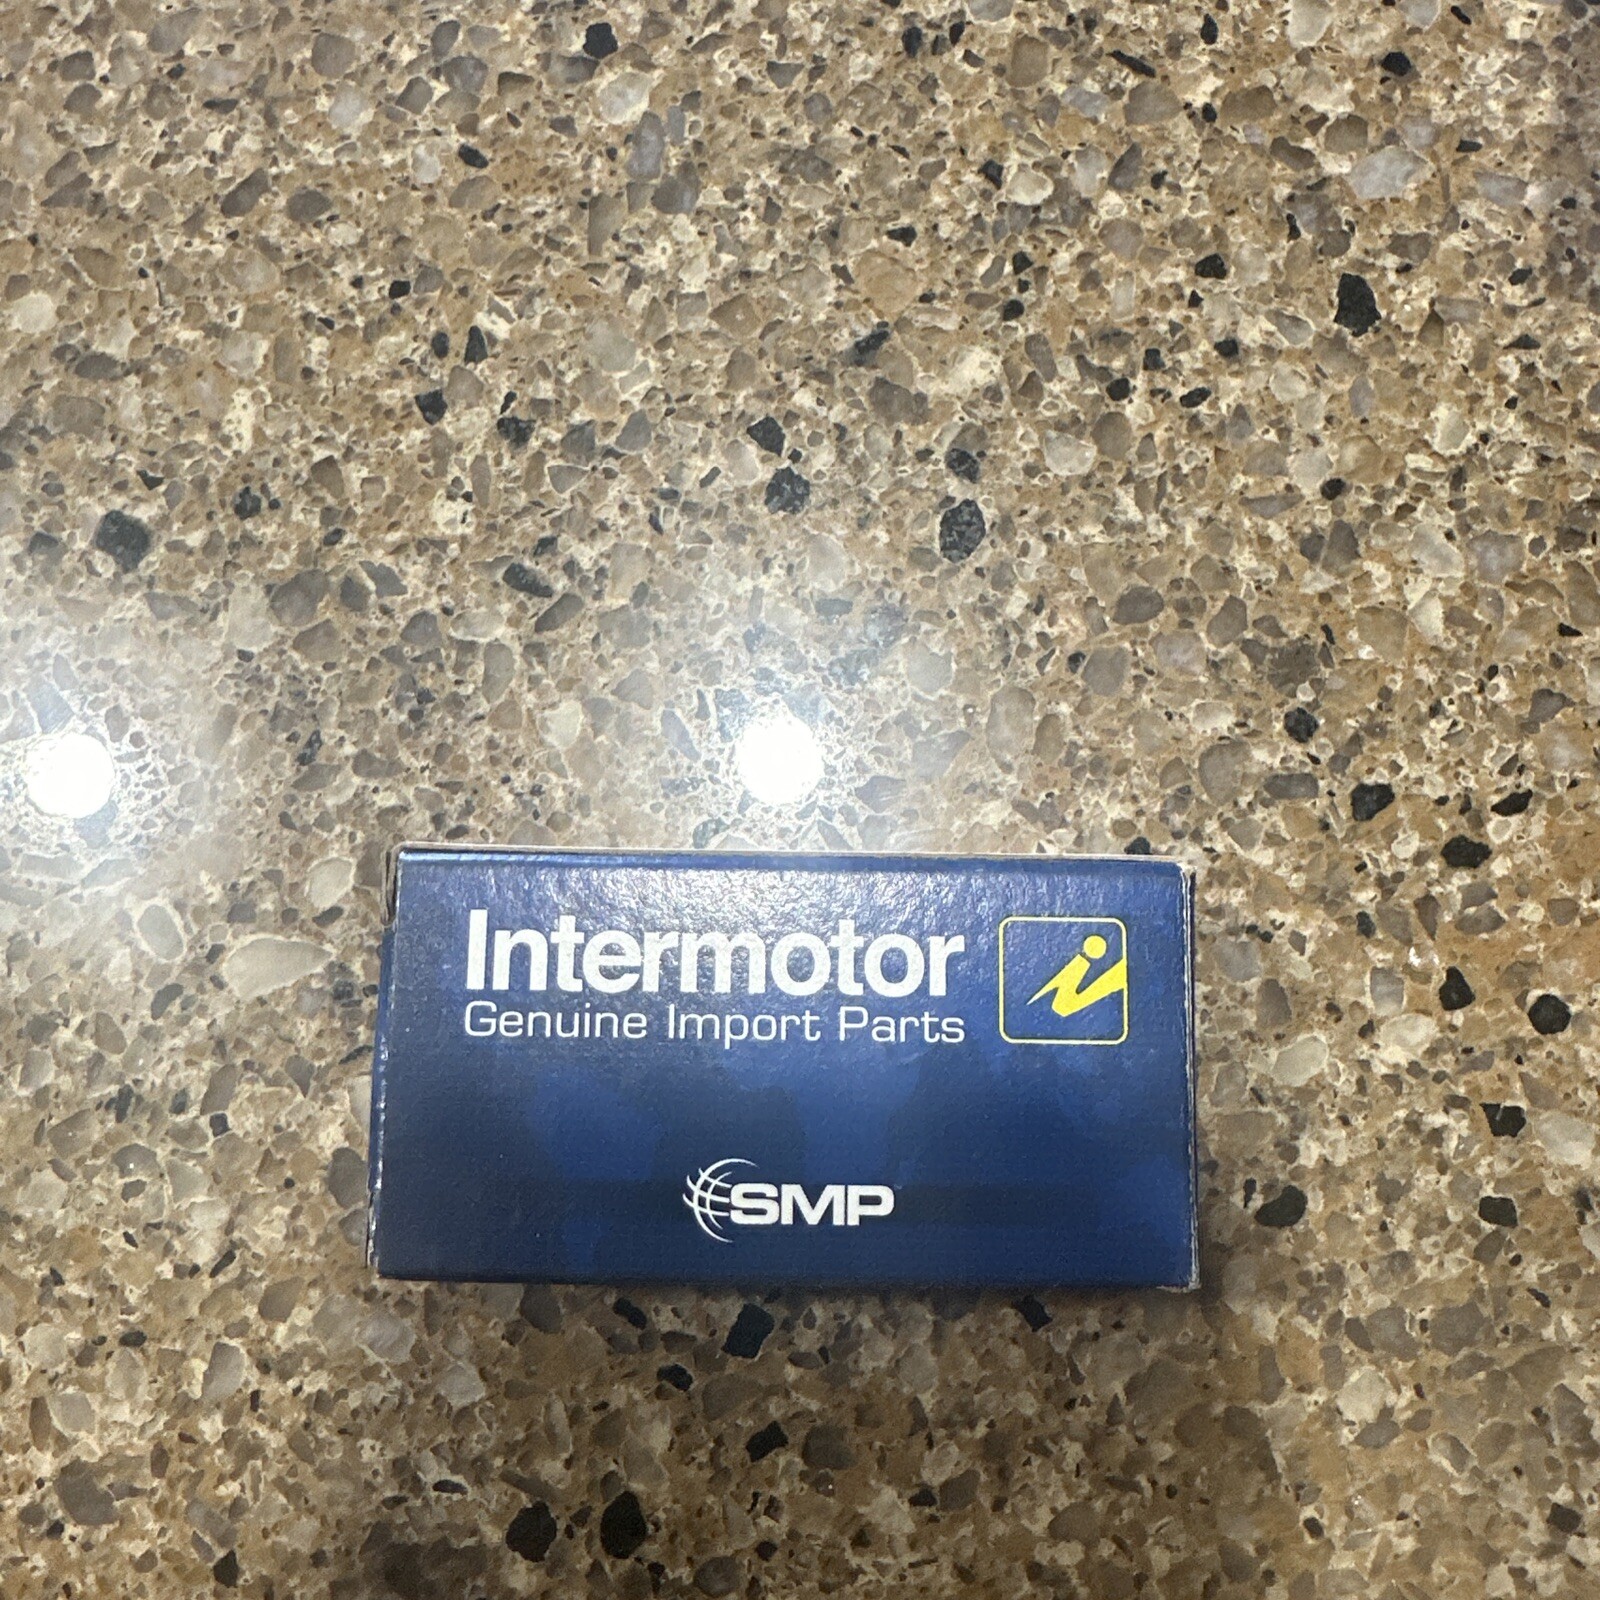 Intermotor
Genuine Import Parts
SMP